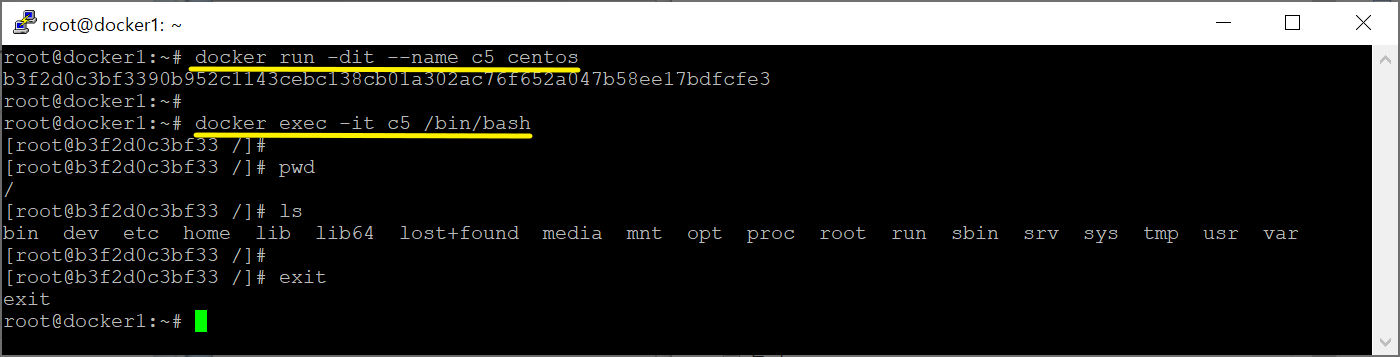 root@docker1: ~
root@docker1:~# docker run -dit --name c5 centos
b3f2d0c3bf3390b952c1143cebc138cb01a302ac76f652a047b58ee17bdfcfe3
root@docker1:~#
root@docker1:~# docker exec -it c5 /bin/bash
[root@b3f2d0c3bf33 /]#
[root@b3f2d0c3bf33 /]# pwd
/
[root@b3f2d0c3bf33 /]# ls
bin  dev  etc  home  lib  lib64  lost+found  media  mnt  opt  proc  root  run  sbin  srv  sys  tmp  usr  var
[root@b3f2d0c3bf33 /]#
[root@b3f2d0c3bf33 /]# exit
exit
root@docker1:~#